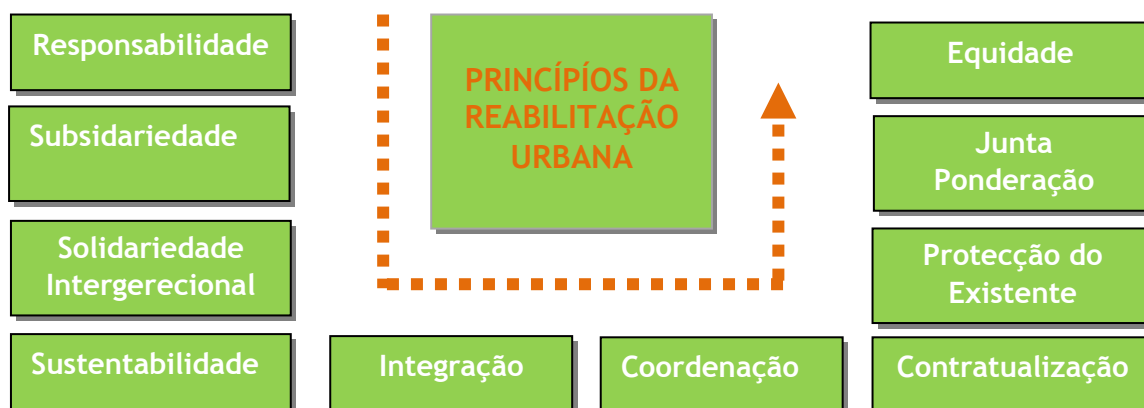 Responsabilidade
Subsidariedade
Solidariedade
Intergerecional
Sustentabilidade
PRINCÍPÍOS DA
REABILITAÇÃO
URBANA
Integração
Coordenação
Equidade
Junta
Ponderação
Protecção do
Existente
Contratualização